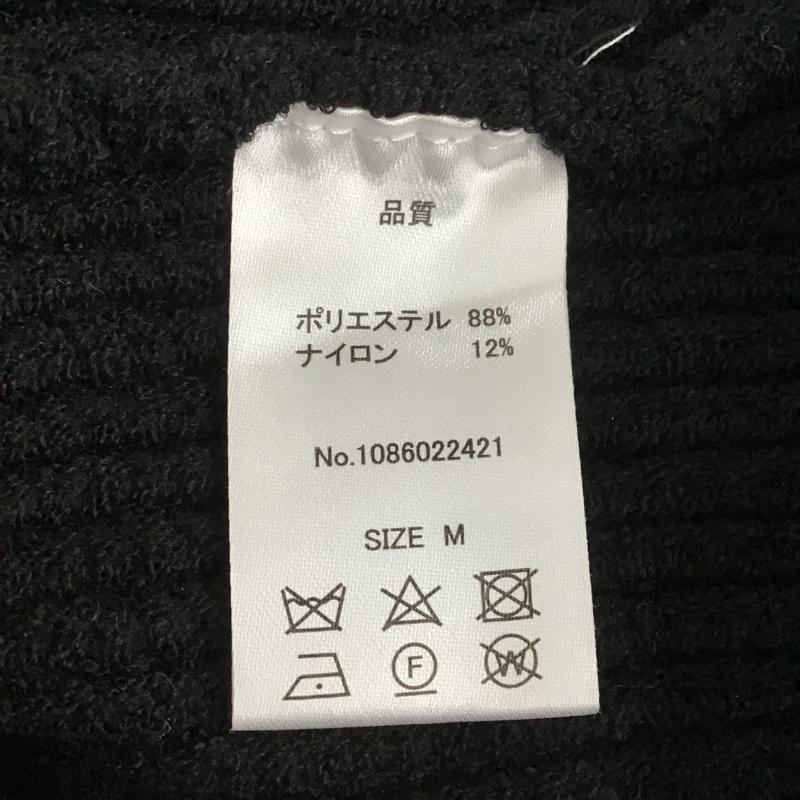 品質
ポリエステル 88%
ナイロン 12%
No.1086022421
SIZE M
F W